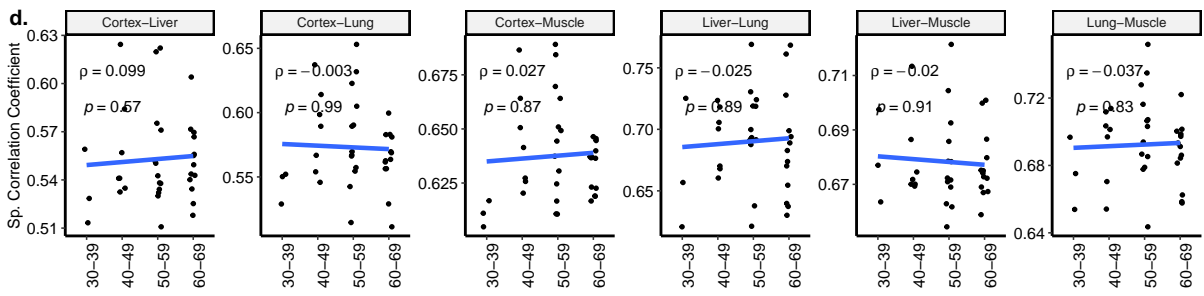 d.
Cortex−Liver
Cortex−Lung
Cortex−Muscle
Liver−Lung
Liver−Muscle
Lung−Muscle
Sp. Correlation Coefficient
0.63
0.60
0.57
0.54
0.51
ρ = 0.099
p = 0.57
30−39
40−49
50−59
60−69
0.65
0.60
0.55
ρ = −0.003
p = 0.99
30−39
40−49
50−59
60−69
0.675
0.650
0.625
ρ = 0.027
p = 0.87
30−39
40−49
50−59
60−69
0.75
0.70
0.65
ρ = −0.025
p = 0.89
30−39
40−49
50−59
60−69
0.71
0.69
0.67
ρ = −0.02
p = 0.91
30−39
40−49
50−59
60−69
0.72
0.68
0.64
ρ = −0.037
p = 0.83
30−39
40−49
50−59
60−69